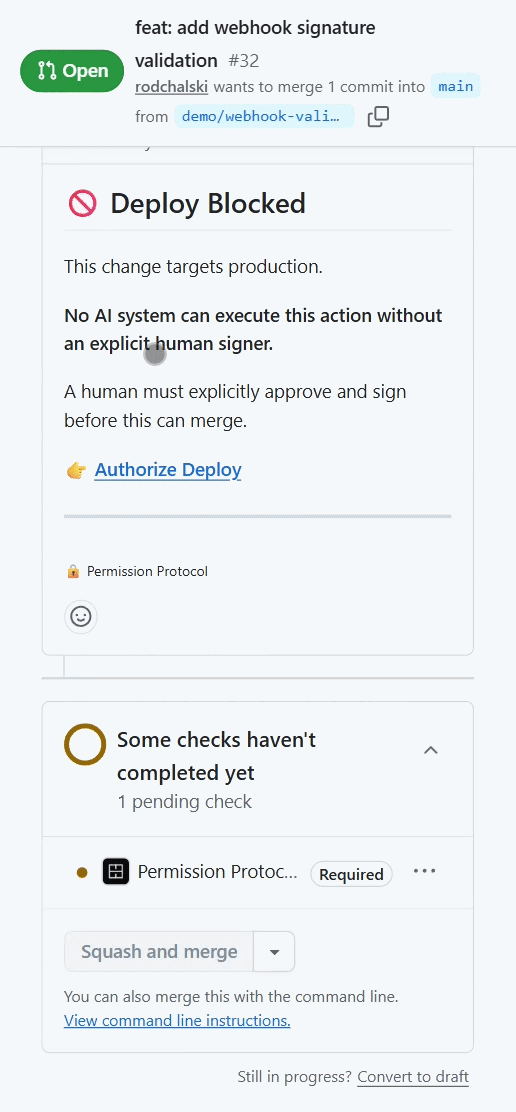 feat: add webhook signature
validation #32
Open
rodchalski wants to merge 1 commit into main
from demo/webhook-vali…
Deploy Blocked
This change targets production.
No AI system can execute this action without
an explicit human signer.
A human must explicitly approve and sign
before this can merge.
Authorize Deploy
Permission Protocol
Some checks haven't
completed yet
1 pending check
Permission Protoc... Required
Squash and merge
You can also merge this with the command line.
View command line instructions.
Still in progress? Convert to draft